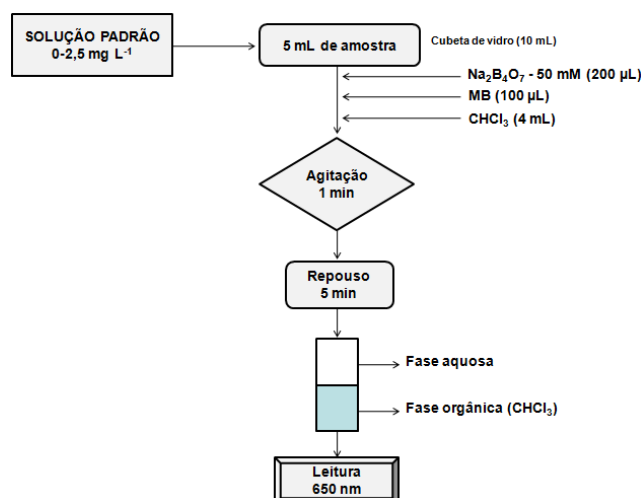 SOLUÇÃO PADRÃO
0-2,5 mg L⁻¹
5 mL de amostra
Cubeta de vidro (10 mL)
Na₂B₄O₇ - 50 mM (200 µL)
MB (100 µL)
CHCl₃ (4 mL)
Agitação
1 min
Repouso
5 min
Fase aquosa
Fase orgânica (CHCl₃)
Leitura
650 nm